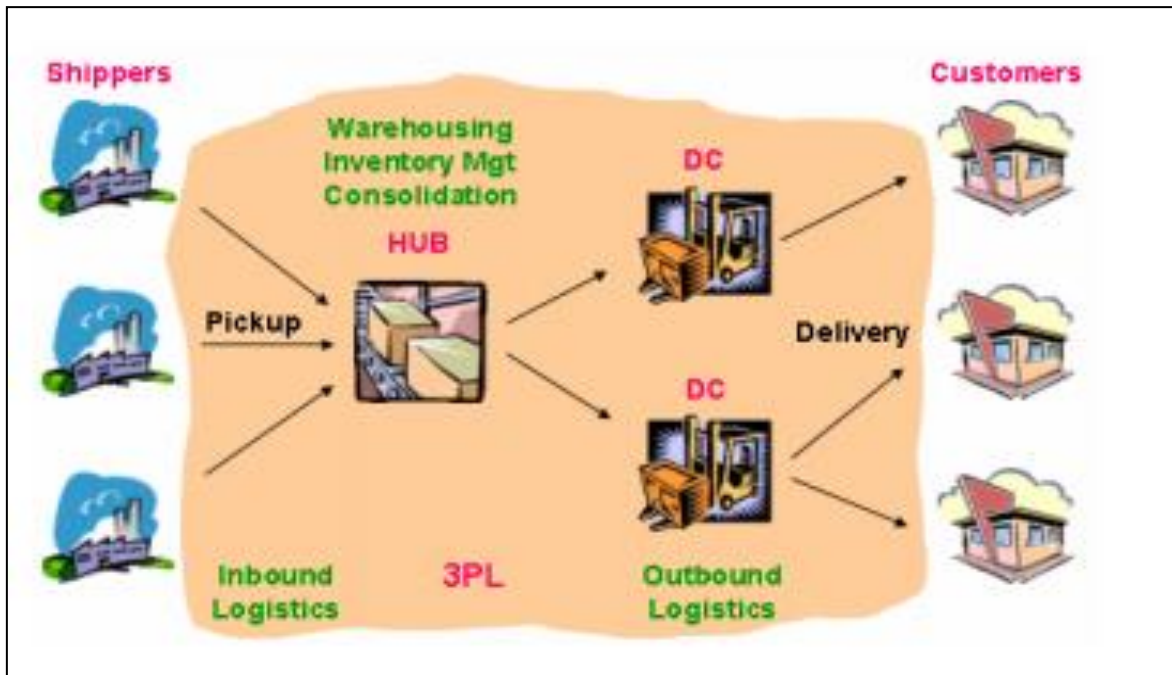 Shippers
Customers
Warehousing
Inventory Mgt
Consolidation
HUB
DC
Pickup
Delivery
DC
Inbound
Logistics
3PL
Outbound
Logistics